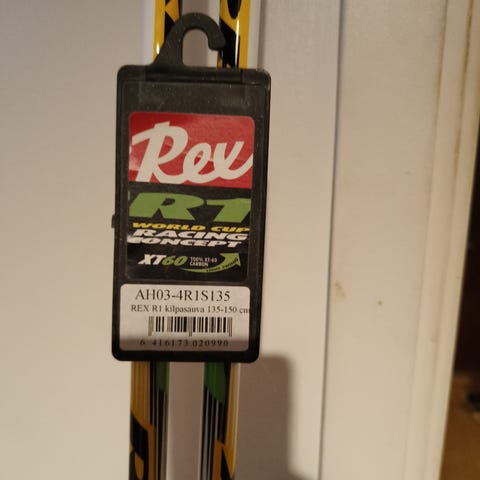 Rex
R1
WORLD CUP
RACING
CONCEPT
XT60 100% XT-60
CARBON
AH03-4R1S135
REX R1 kilpasauva 135-150 cm
6 416173 020990